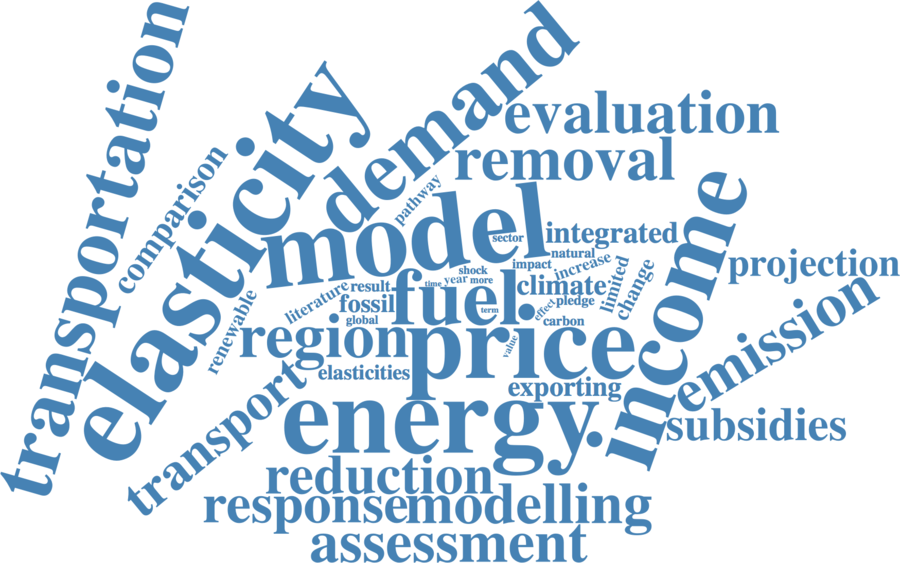 transportation
elasticity
demand
evaluation
removal
comparison
pathway
model
sector
integrated
natural
income
projection
shock
impact
increase
limited
change
literature
result
time
year
more
climate
renewable
fossil
fuel.
term
effect
pledge
emission
global
carbon
region
price
value
elasticities
exporting
transport
energy.
subsidies
reduction
response
modelling
assessment